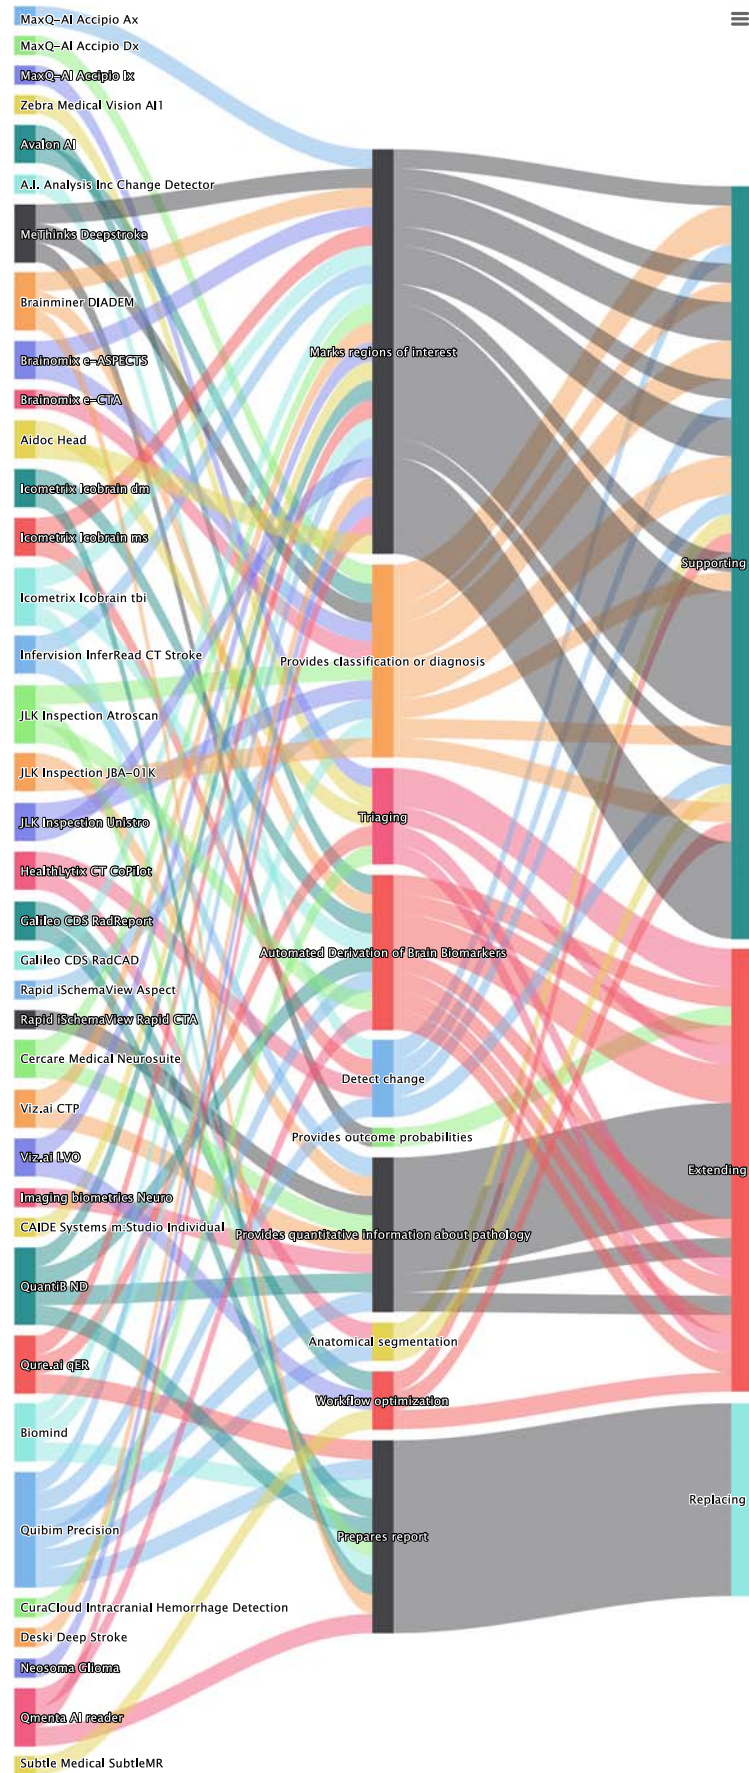 MaxQ-AI Accipio Ax
MaxQ-AI Accipio Dx
MaxQ-AI Accipio Ix
Zebra Medical Vision AI1
Avalon AI
A.I. Analysis Inc Change Detector
MeThinks Deepstroke
Brainminer DIADEM
Brainomix e-ASPECTS
Brainomix e-CTA
Aidoc Head
Icometrix Icobrain dm
Icometrix Icobrain ms
Icometrix Icobrain tbi
Infervision InferRead CT Stroke
JLK Inspection Atroscan
JLK Inspection JBA-01K
JLK Inspection Unistro
HealthLytix CT CoPilot
Galileo CDS RadReport
Galileo CDS RadCAD
Rapid iSchemaView Aspect
Rapid iSchemaView Rapid CTA
Cercare Medical Neurosuite
Viz.ai CTP
Viz.ai LVO
Imaging biometrics Neuro
CAIDE Systems m:Studio Individual
QuantiB ND
Qure.ai qER
Biomind
Quibim Precision
CuraCloud Intracranial Hemorrhage Detection
Deski Deep Stroke
Neosoma Glioma
Qmenta AI reader
Subtle Medical SubtleMR
Marks regions of interest
Provides classification or diagnosis
Triaging
Automated Derivation of Brain Biomarkers
Detect change
Provides outcome probabilities
Provides quantitative information about pathology
Anatomical segmentation
Workflow optimization
Prepares report
Supporting
Extending
Replacing